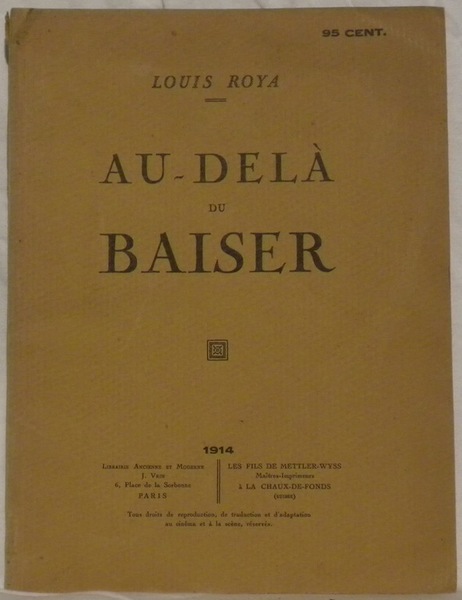 95 CENT.
LOUIS ROYA
AU-DELÀ
DU
BAISER
1914
LIBRAIRIE ANCIENNE ET MODERNE
J. VRIN
6, Place de la Sorbonne
PARIS
LES FILS DE METTLER-WYSS
Maîtres-Imprimeurs
à LA CHAUX-DE-FONDS
(SUISSE)
Tous droits de reproduction, de traduction et d'adaptation
au cinéma et à la scène, réservés.